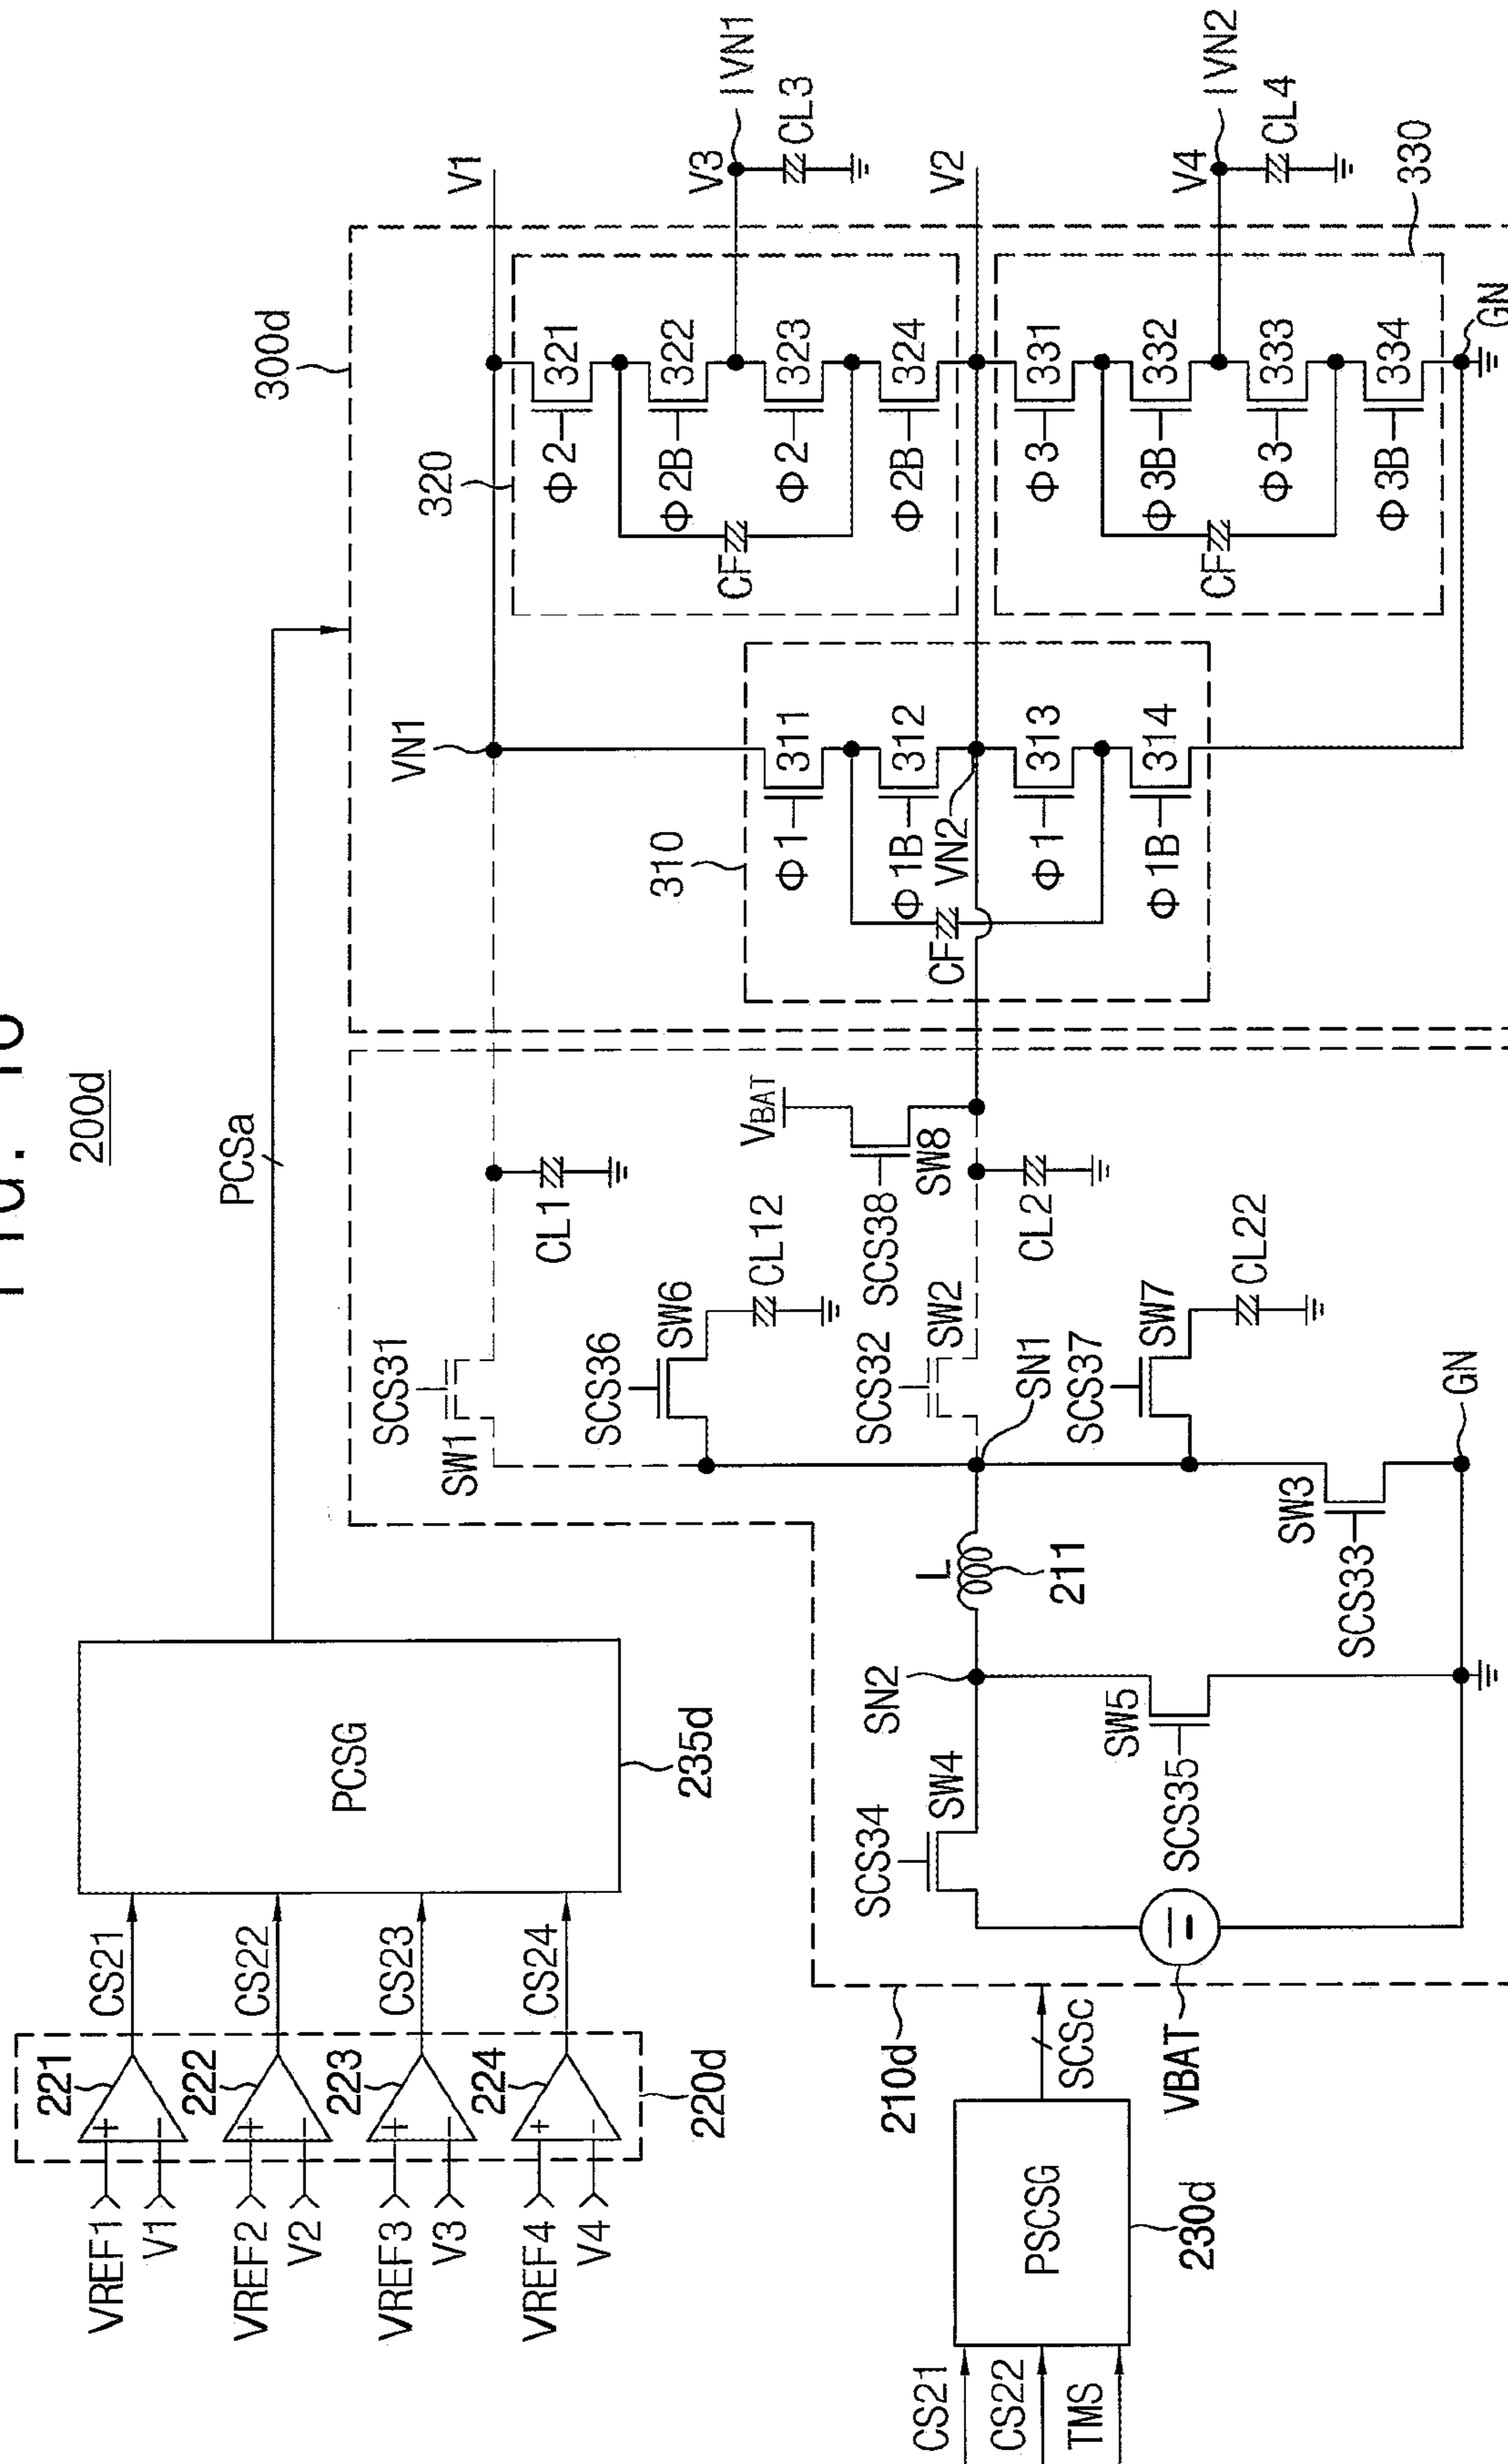 200d
VREF1
V1
221
CS21
VREF2
V2
222
CS22
VREF3
V3
223
CS23
VREF4
V4
224
CS24
220d
PCSG
235d
PCSa
300d
CS21
CS22
TMS
PSCSG
230d
SCSc
210d
VBAT
SCS34
SW4
SN2
SCS35
SW5
L
211
SCS31
SW1
SCS36
SW6
CL12
SCS32
SW2
SN1
SCS37
SW7
CL22
SCS33
SW3
GN
CL1
VBAT
SCS38
SW8
CL2
VN1
310
Φ1
311
Φ1B
312
CF
VN2
Φ1
313
Φ1B
314
320
Φ2
321
Φ2B
322
CF
Φ2
323
Φ2B
324
Φ3
331
Φ3B
332
CF
Φ3
333
Φ3B
334
330
GN
V1
V3
IVN1
CL3
V2
V4
IVN2
CL4